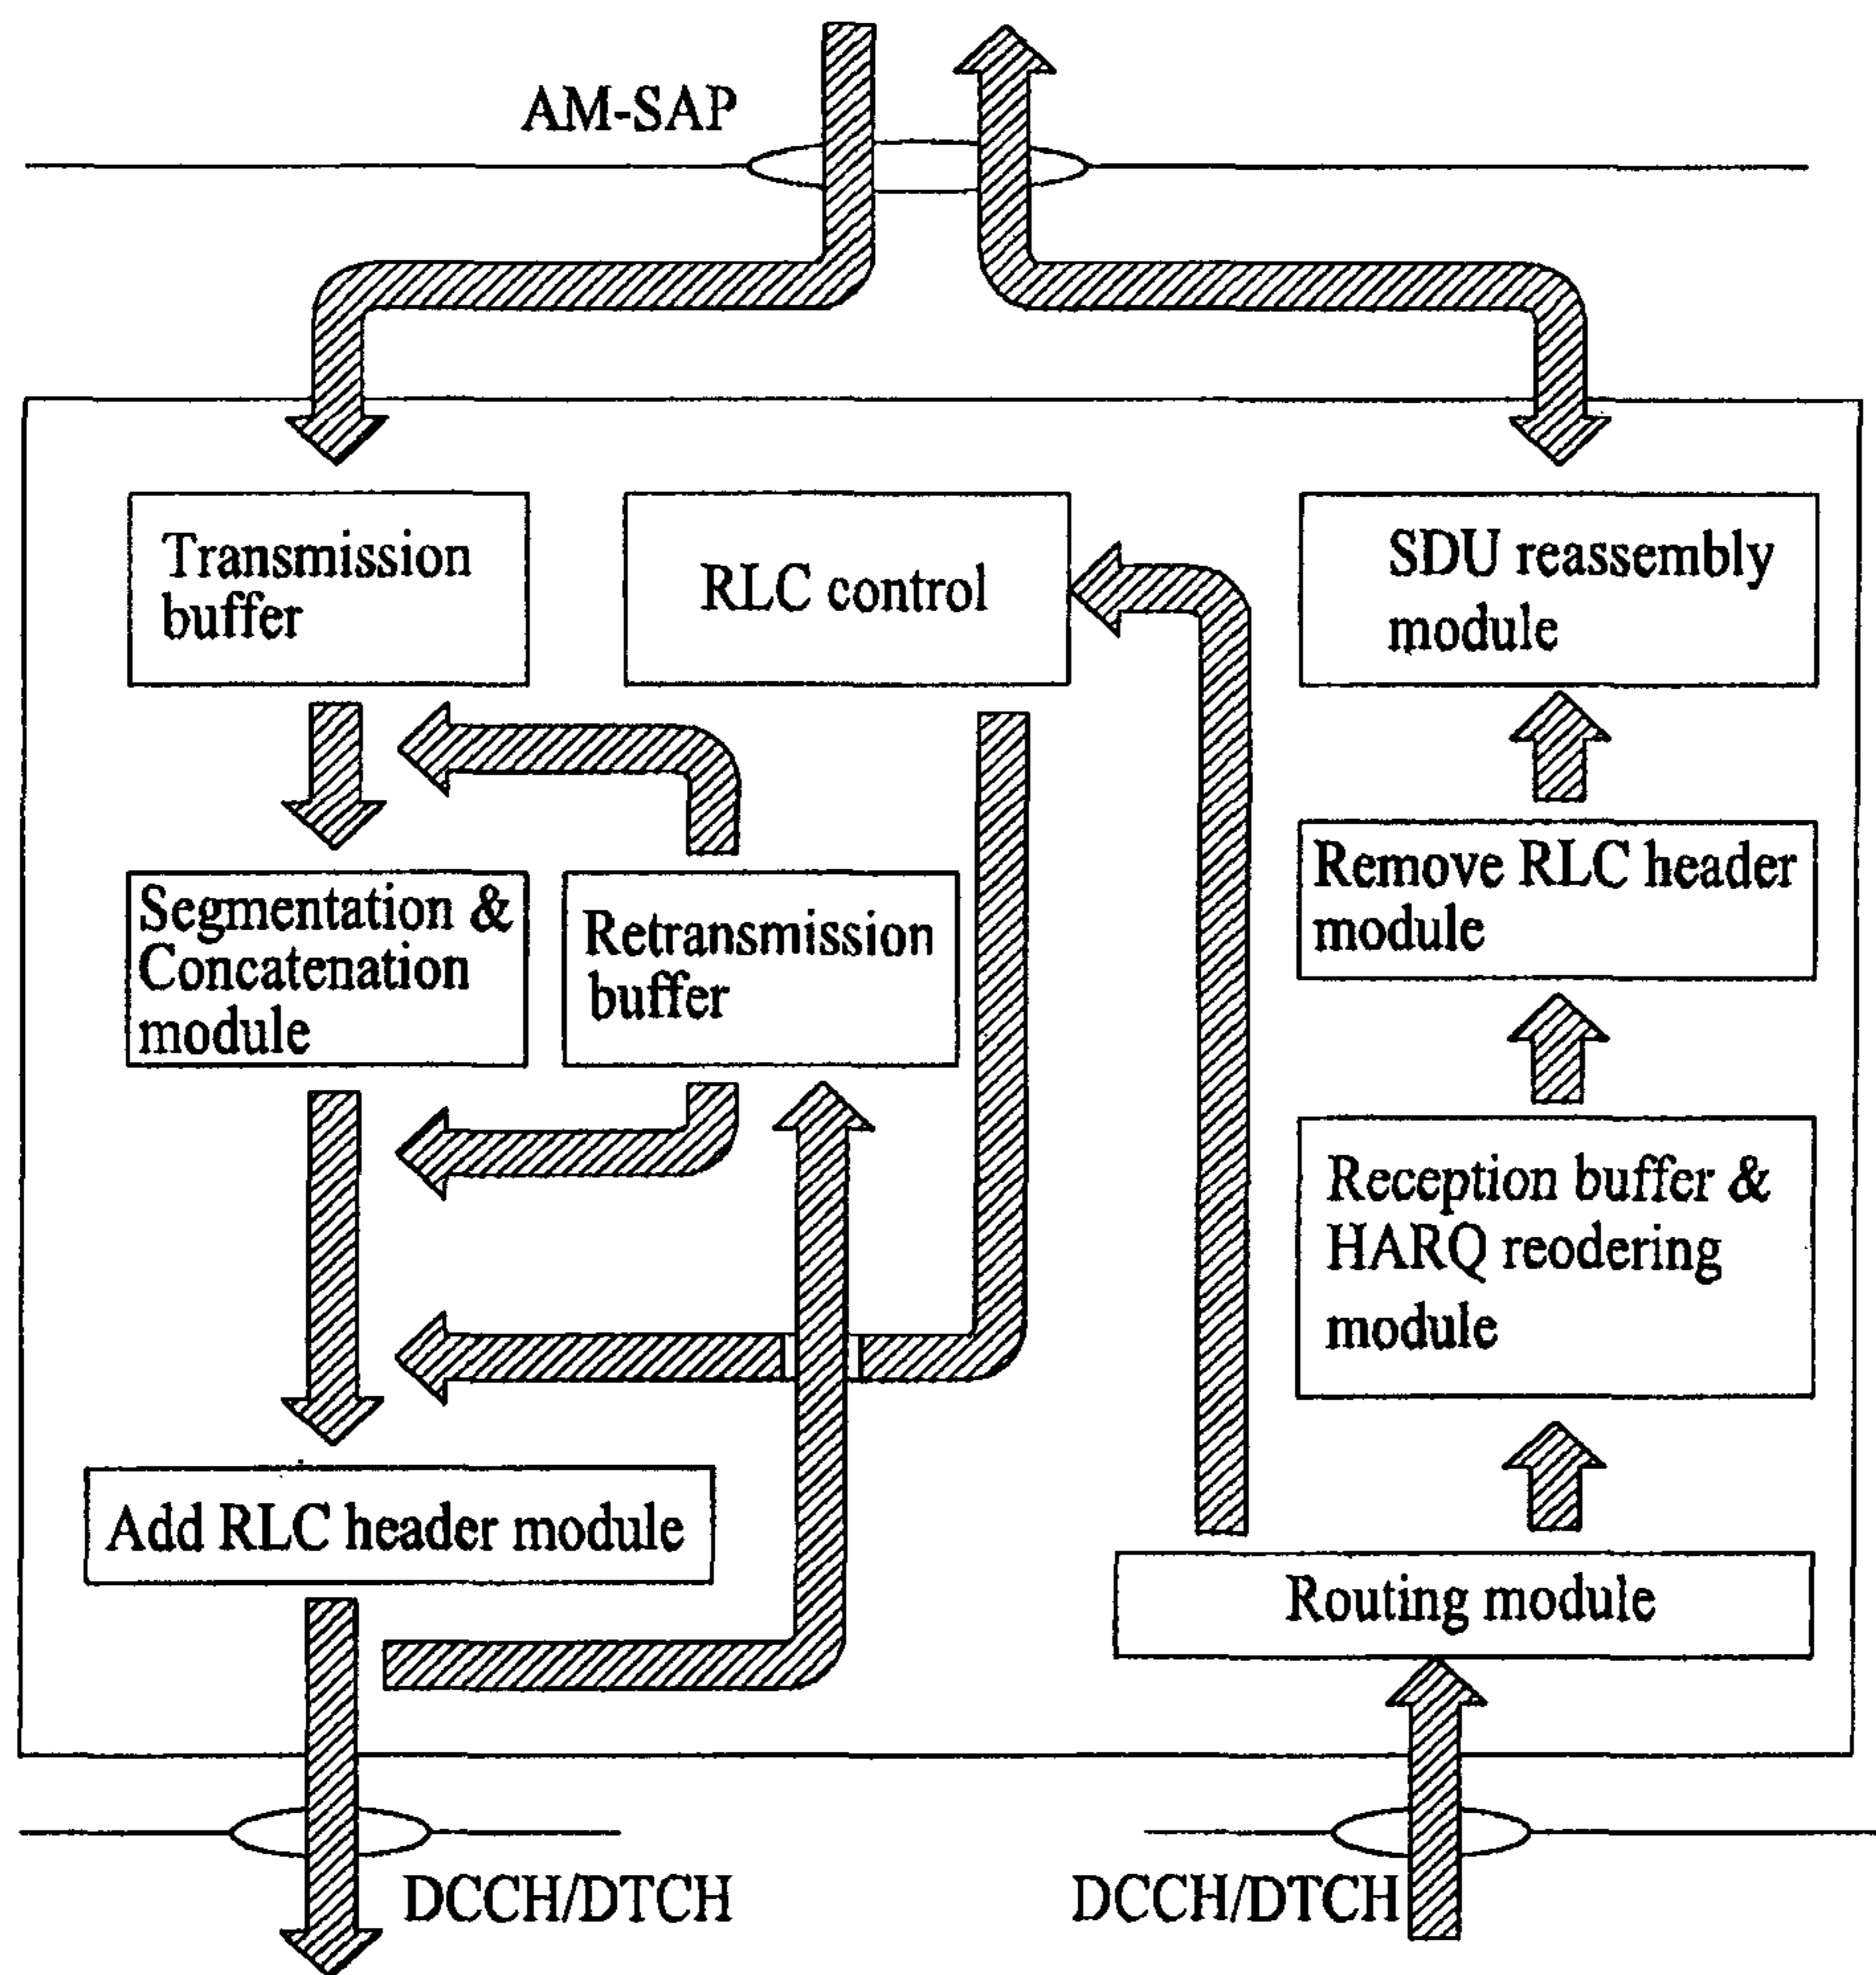 AM-SAP
Transmission
buffer
RLC control
SDU reassembly
module
Segmentation &
Concatenation
module
Retransmission
buffer
Remove RLC header
module
Reception buffer &
HARQ reodering
module
Add RLC header module
Routing module
DCCH/DTCH
DCCH/DTCH